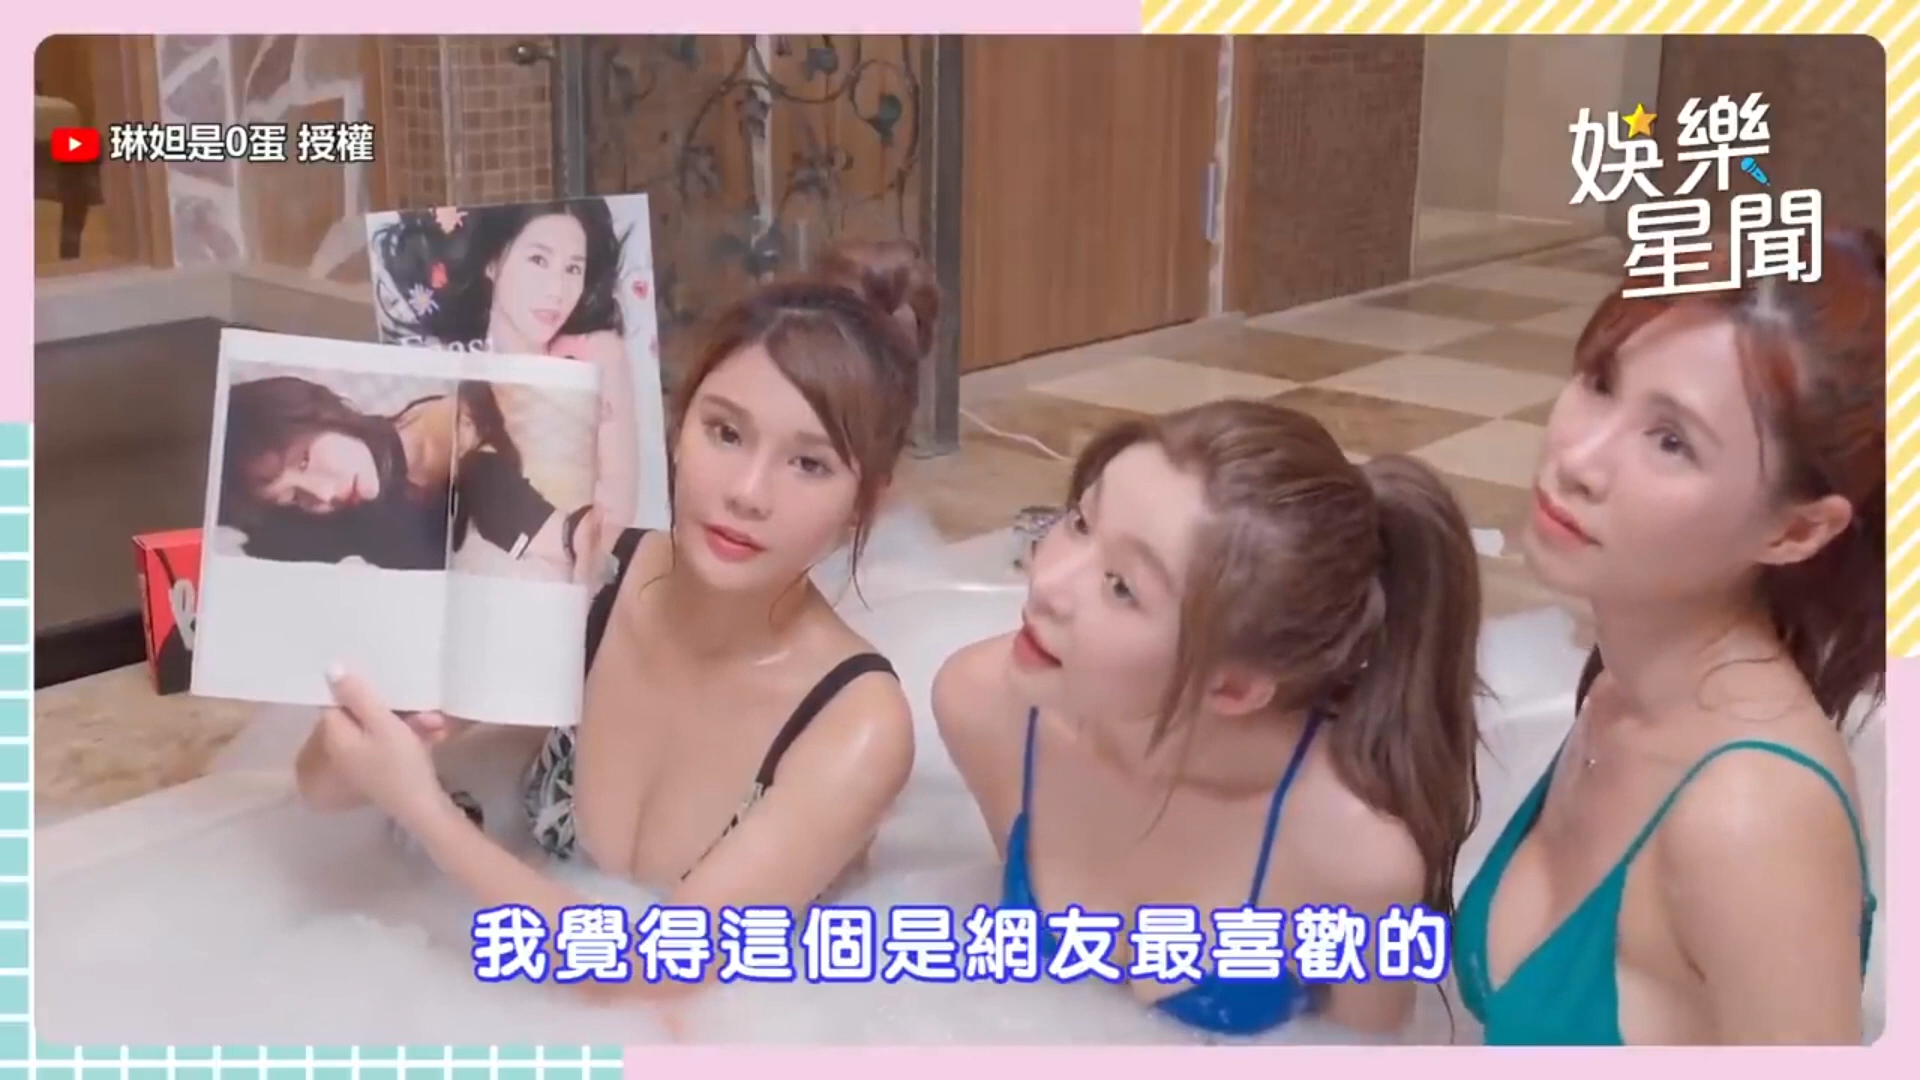 琳妲是0蛋 授權
娛樂
星聞
我覺得這個是網友最喜歡的